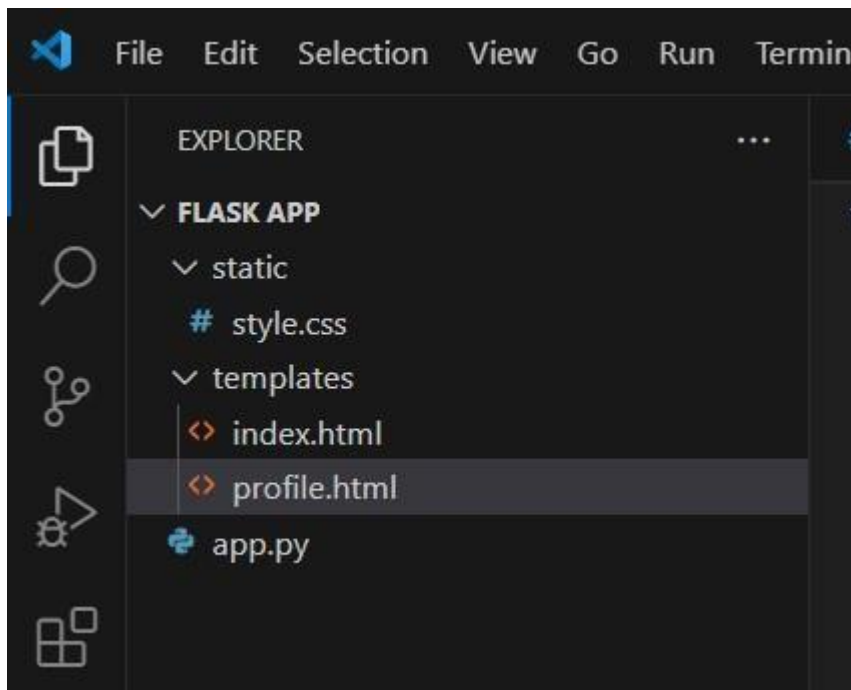 File Edit Selection View Go Run Termin
EXPLORER ...
FLASK APP
static
# style.css
templates
<> index.html
<> profile.html
app.py